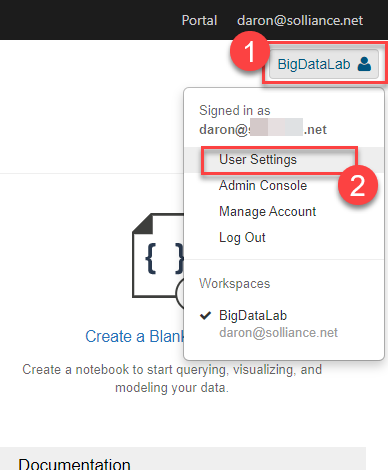 Portal daron@solliance.net
1
BigDataLab
Signed in as
daron@s .net
User Settings
2
Admin Console
Manage Account
Log Out
{ }
Workspaces
BigDataLab
daron@solliance.net
Create a Blank
Create a notebook to start querying, visualizing, and
modeling your data.
Documentation